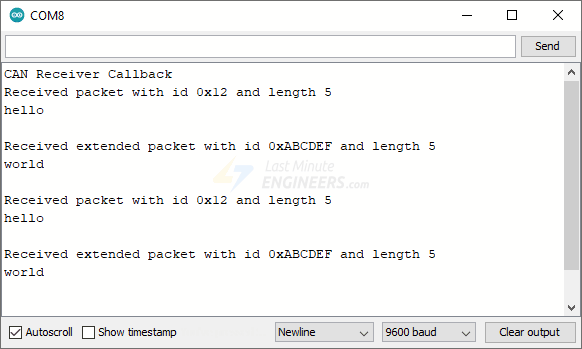 COM8
Send
CAN Receiver Callback
Received packet with id 0x12 and length 5
hello
Received extended packet with id 0xABCDEF and length 5
world
Last Minute
ENGINEERS.com
Received packet with id 0x12 and length 5
hello
Received extended packet with id 0xABCDEF and length 5
world
Autoscroll Show timestamp Newline 9600 baud Clear output